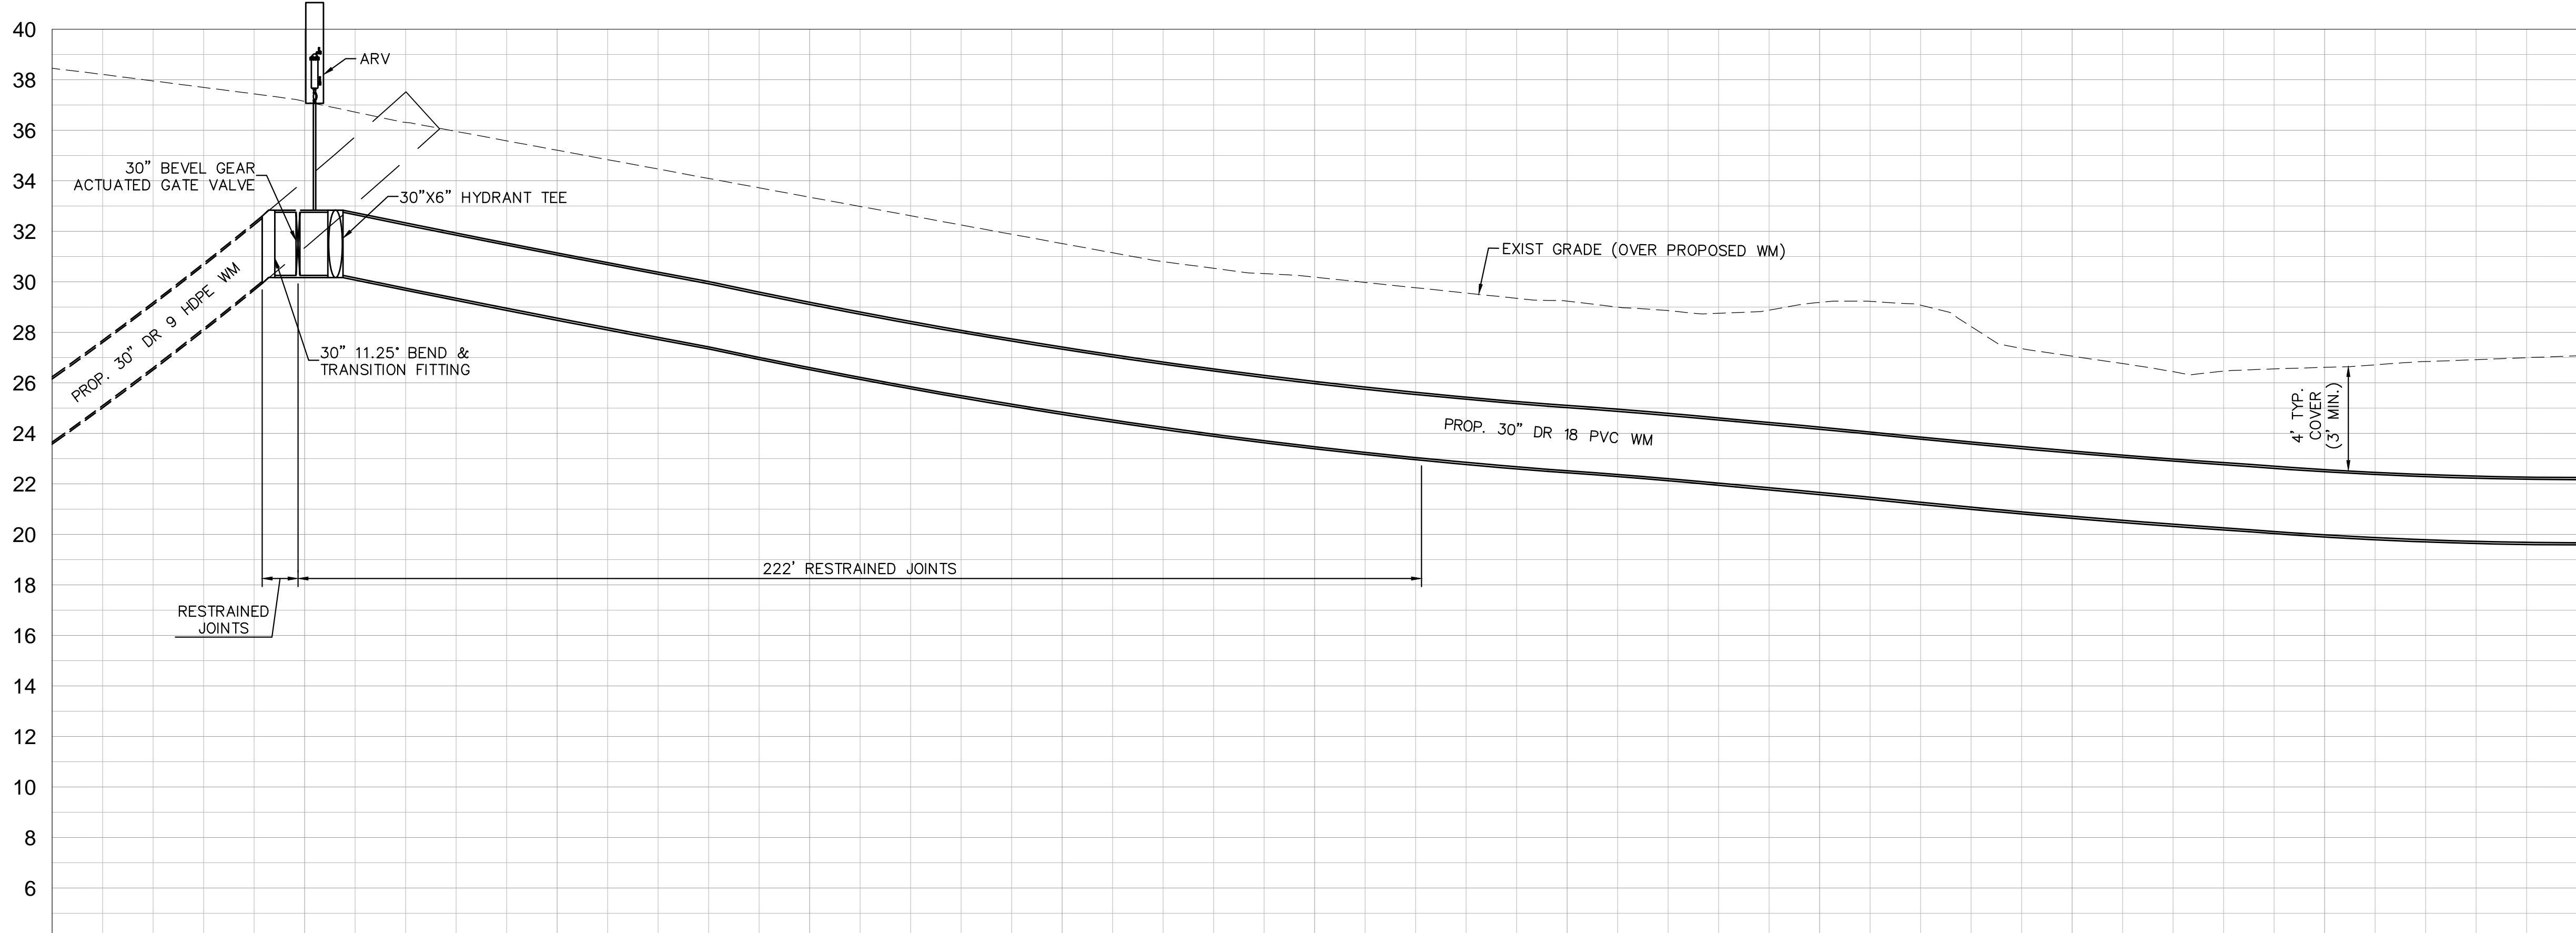 40
38
36
34
32
30
28
26
24
22
20
18
16
14
12
10
8
6
ARV
30" BEVEL GEAR
ACTUATED GATE VALVE
30"X6" HYDRANT TEE
PROP. 30" DR 9 HDPE WM
30" 11.25° BEND &
TRANSITION FITTING
EXIST GRADE (OVER PROPOSED WM)
PROP. 30" DR 18 PVC WM
4' TYP.
COVER
(3' MIN.)
222' RESTRAINED JOINTS
RESTRAINED
JOINTS